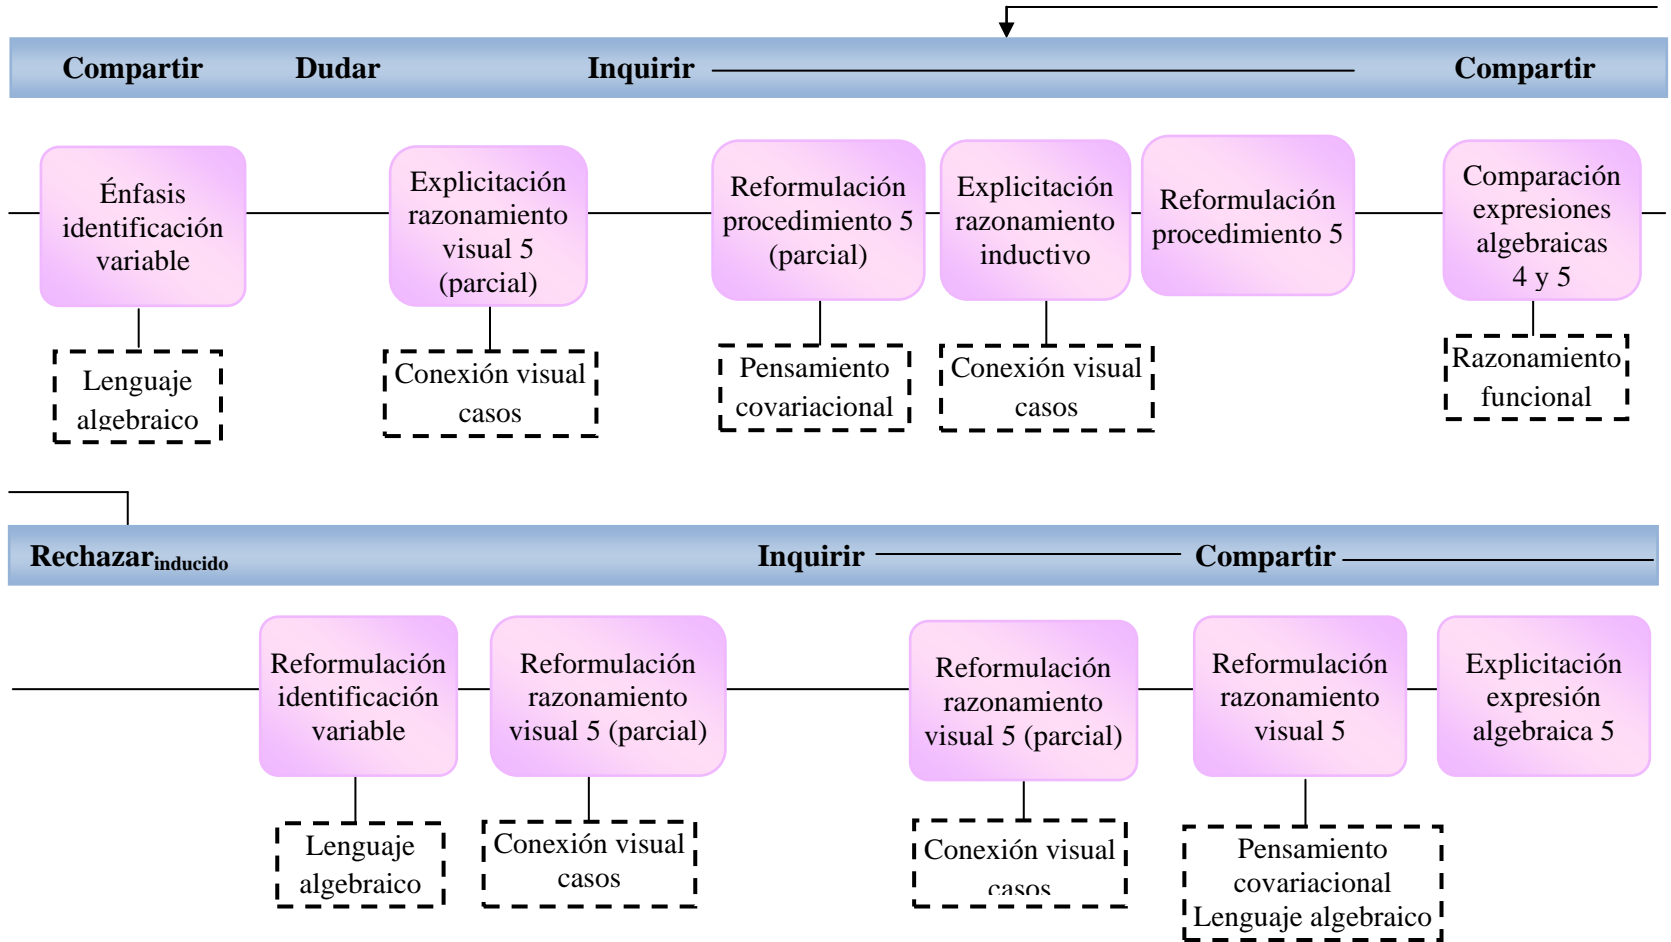 Compartir Dudar Inquirir Compartir
Énfasis
identificación
variable
Explicitación
razonamiento
visual 5
(parcial)
Reformulación
procedimiento 5
(parcial)
Explicitación
razonamiento
inductivo
Reformulación
procedimiento 5
Comparación
expresiones
algebraicas
4 y 5
Lenguaje
algebraico
Conexión visual
casos
Pensamiento
covariacional
Conexión visual
casos
Razonamiento
funcional
Rechazarinducido Inquirir Compartir
Reformulación
identificación
variable
Reformulación
razonamiento
visual 5 (parcial)
Reformulación
razonamiento
visual 5 (parcial)
Reformulación
razonamiento
visual 5
Explicitación
expresión
algebraica 5
Lenguaje
algebraico
Conexión visual
casos
Conexión visual
casos
Pensamiento
covariacional
Lenguaje algebraico